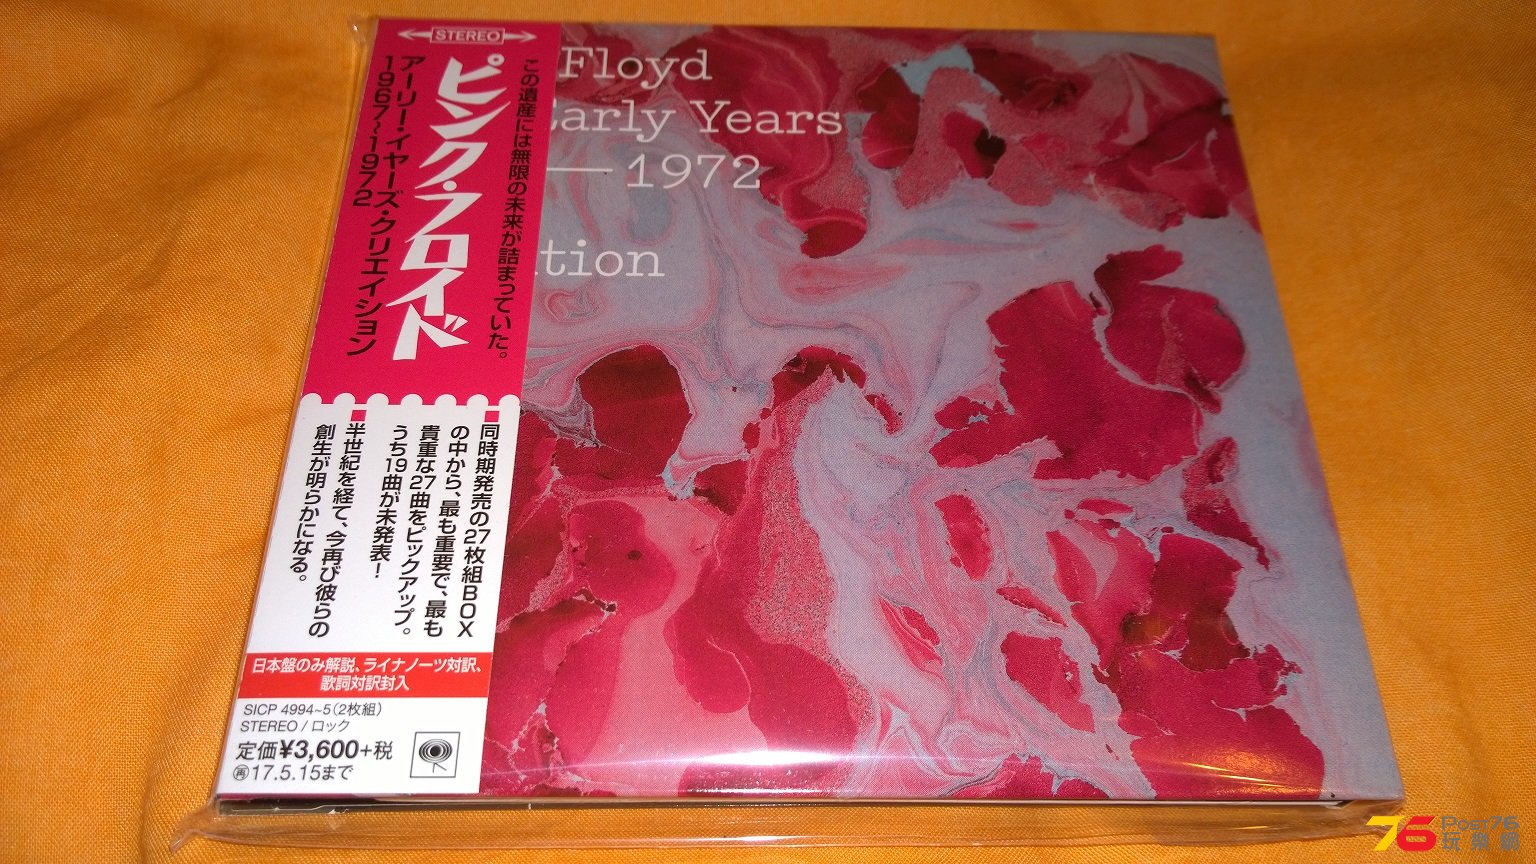 STEREO
この遺産には無限の未来が詰まっていた。
ピンク・フロイド
アーリー・イヤーズ・クリエイション
1967~1972
Floyd
Early Years
— 1972
ation
同時期発売の27枚組BOX
の中から、最も重要で、最も
貴重な27曲をピックアップ。
うち19曲が未発表!
半世紀を経て、今再び彼らの
創生が明らかになる。
日本盤のみ解説、ライナノーツ対訳、
歌詞対訳封入
SICP 4994~5(2枚組)
STEREO / ロック
定価¥3,600+税
再17.5.15まで
76 Post76
玩樂網